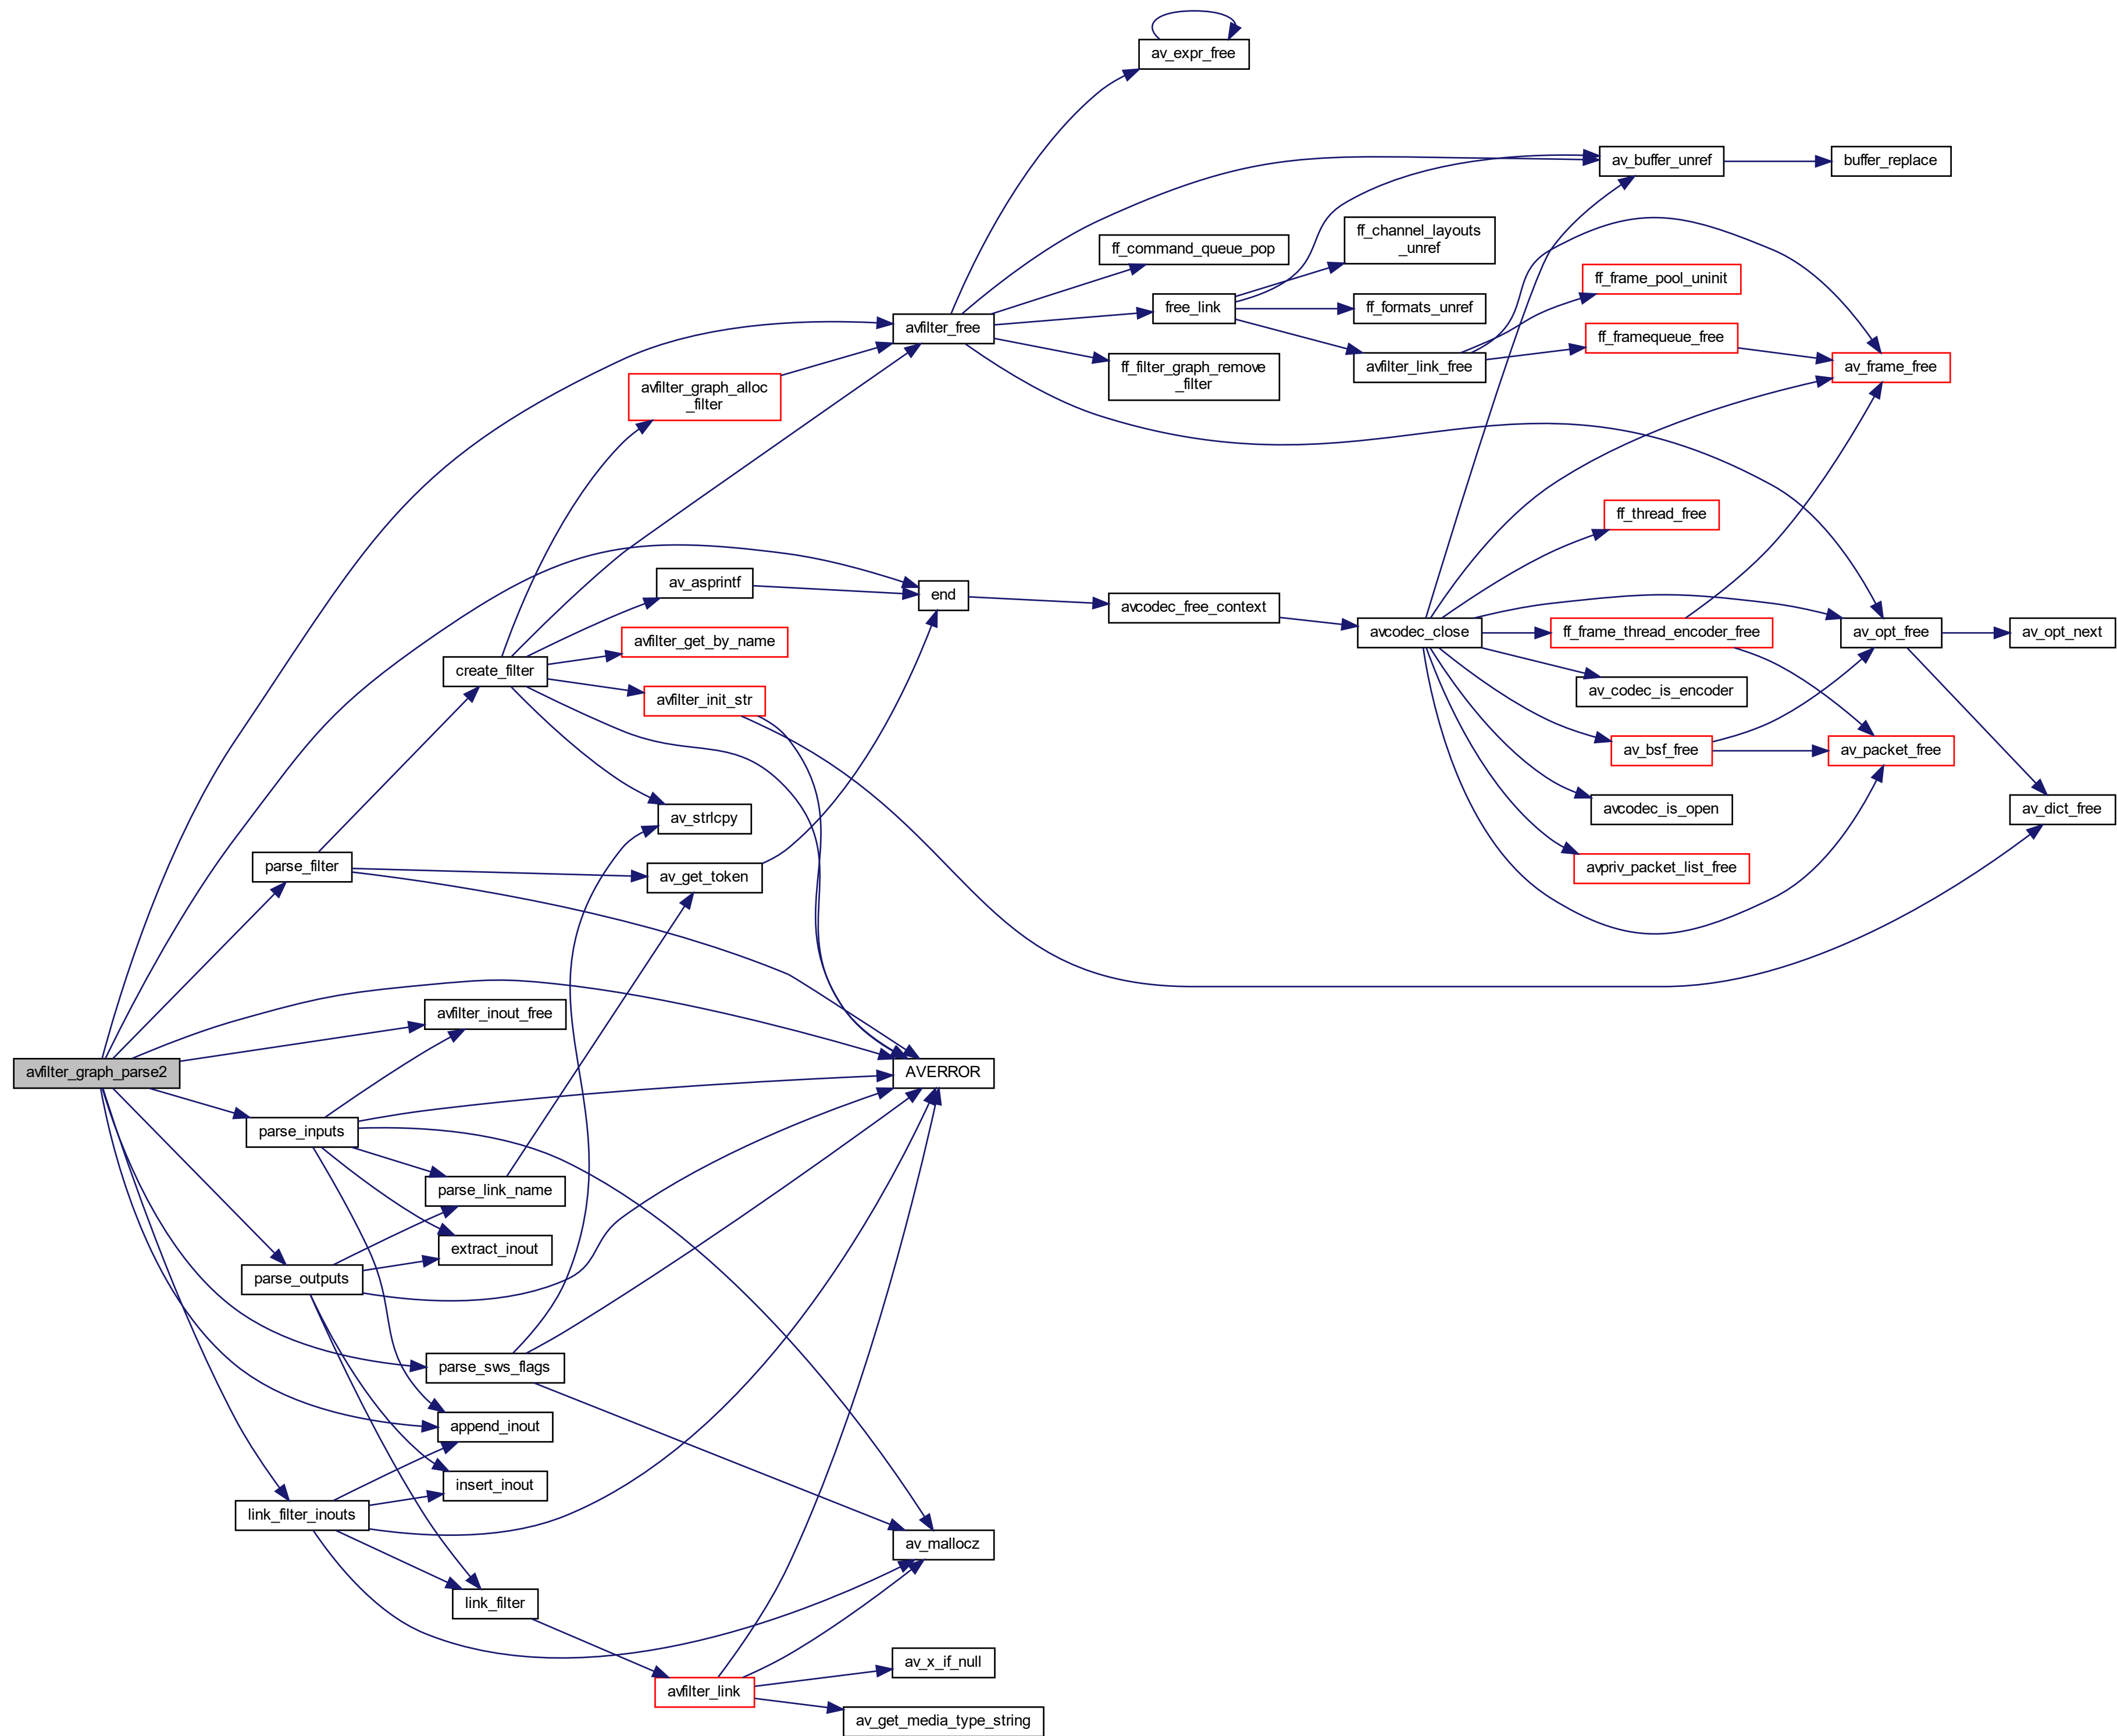 av_expr_free
av_buffer_unref
buffer_replace
ff_command_queue_pop
ff_channel_layouts
_unref
ff_frame_pool_uninit
free_link
ff_formats_unref
avfilter_free
ff_framequeue_free
avfilter_link_free
av_frame_free
ff_filter_graph_remove
_filter
avfilter_graph_alloc
_filter
ff_thread_free
av_asprintf
end
avcodec_free_context
avcodec_close
ff_frame_thread_encoder_free
av_opt_free
av_opt_next
avfilter_get_by_name
create_filter
avfilter_init_str
av_codec_is_encoder
av_bsf_free
av_packet_free
av_strlcpy
avcodec_is_open
av_dict_free
parse_filter
av_get_token
avpriv_packet_list_free
avfilter_inout_free
avfilter_graph_parse2
AVERROR
parse_inputs
parse_link_name
extract_inout
parse_outputs
parse_sws_flags
append_inout
insert_inout
link_filter_inouts
av_mallocz
link_filter
av_x_if_null
avfilter_link
av_get_media_type_string